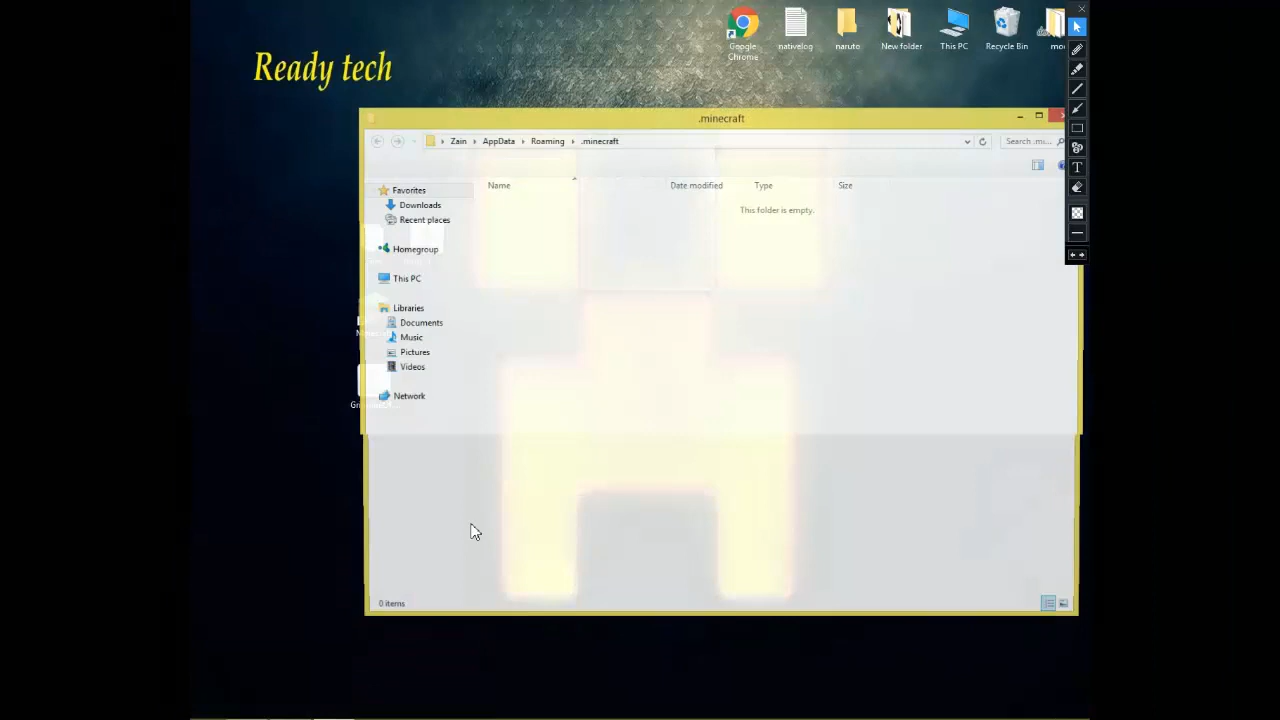 Ready tech
Google
Chrome
nativelog
naruto
New folder
This PC
Recycle Bin
.minecraft
Zain
AppData
Roaming
.minecraft
Search .mi...
Name
Date modified
Type
Size
This folder is empty.
Favorites
Downloads
Recent places
Homegroup
This PC
Libraries
Documents
Music
Pictures
Videos
Network
0 items
T